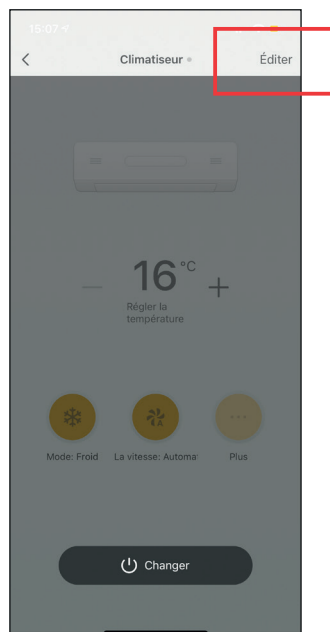 15:07
Climatiseur
Éditer
16°C
Régler la
température
Mode: Froid
La vitesse: Automa
Plus
Changer